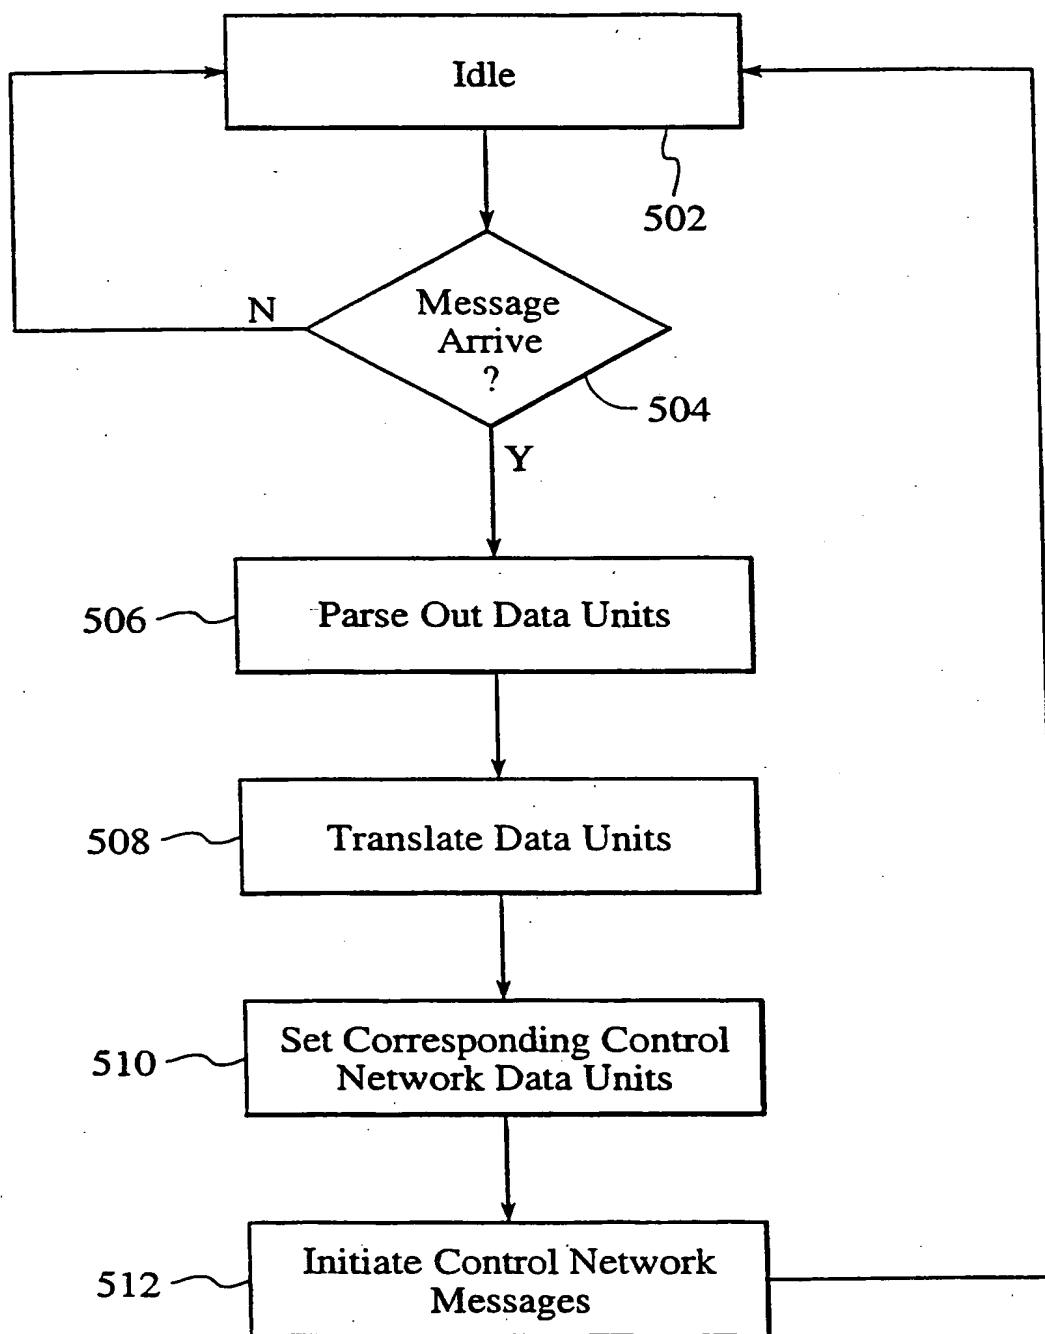 Idle
502
Message
Arrive
?
N
504
Y
506
Parse Out Data Units
508
Translate Data Units
510
Set Corresponding Control
Network Data Units
512
Initiate Control Network
Messages